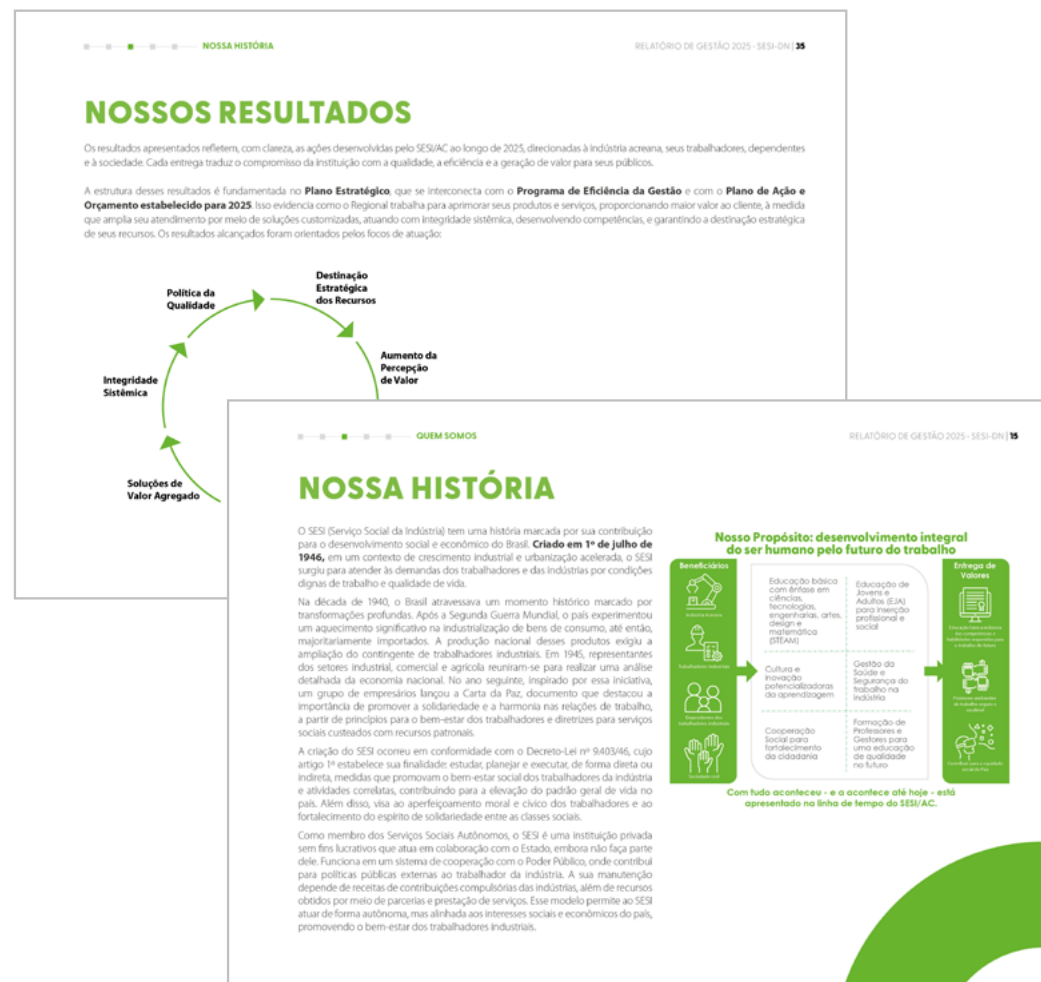 NOSSA HISTÓRIA
RELATÓRIO DE GESTÃO 2025 - SESI-DN | 35
NOSSOS RESULTADOS
Os resultados apresentados refletem, com clareza, as ações desenvolvidas pelo SESI/AC ao longo de 2025, direcionadas à indústria acreana, seus trabalhadores, dependentes
e à sociedade. Cada entrega traduz o compromisso da instituição com a qualidade, a eficiência e a geração de valor para seus públicos.
A estrutura desses resultados é fundamentada no Plano Estratégico, que se interconecta com o Programa de Eficiência da Gestão e com o Plano de Ação e
Orçamento estabelecido para 2025. Isso evidencia como o Regional trabalha para aprimorar seus produtos e serviços, proporcionando maior valor ao cliente, à medida
que amplia seu atendimento por meio de soluções customizadas, atuando com integridade sistêmica, desenvolvendo competências, e garantindo a destinação estratégica
de seus recursos. Os resultados alcançados foram orientados pelos focos de atuação:
Destinação
Estratégica
dos Recursos
Política da
Qualidade
Aumento da
Percepção
de Valor
Integridade
Sistêmica
Soluções de
Valor Agregado
QUEM SOMOS
RELATÓRIO DE GESTÃO 2025 - SESI-DN | 15
NOSSA HISTÓRIA
O SESI (Serviço Social da Indústria) tem uma história marcada por sua contribuição
para o desenvolvimento social e econômico do Brasil. Criado em 1º de julho de
1946, em um contexto de crescimento industrial e urbanização acelerada, o SESI
surgiu para atender às demandas dos trabalhadores e das indústrias por condições
dignas de trabalho e qualidade de vida.
Na década de 1940, o Brasil atravessava um momento histórico marcado por
transformações profundas. Após a Segunda Guerra Mundial, o país experimentou
um aquecimento significativo na industrialização de bens de consumo, até então,
majoritariamente importados. A produção nacional desses produtos exigiu a
ampliação do contingente de trabalhadores industriais. Em 1945, representantes
dos setores industrial, comercial e agrícola reuniram-se para realizar uma análise
detalhada da economia nacional. No ano seguinte, inspirado por essa iniciativa,
um grupo de empresários lançou a Carta da Paz, documento que destacou a
importância de promover a solidariedade e a harmonia nas relações de trabalho,
a partir de princípios para o bem-estar dos trabalhadores e diretrizes para serviços
sociais custeados com recursos patronais.
A criação do SESI ocorreu em conformidade com o Decreto-Lei nº 9.403/46, cujo
artigo 1º estabelece sua finalidade: estudar, planejar e executar, de forma direta ou
indireta, medidas que promovam o bem-estar social dos trabalhadores da indústria
e atividades correlatas, contribuindo para a elevação do padrão geral de vida no
país. Além disso, visa ao aperfeiçoamento moral e cívico dos trabalhadores e ao
fortalecimento do espírito de solidariedade entre as classes sociais.
Como membro dos Serviços Sociais Autônomos, o SESI é uma instituição privada
sem fins lucrativos que atua em colaboração com o Estado, embora não faça parte
dele. Funciona em um sistema de cooperação com o Poder Público, onde contribui
para políticas públicas externas ao trabalhador da indústria. A sua manutenção
depende de receitas de contribuições compulsórias das indústrias, além de recursos
obtidos por meio de parcerias e prestação de serviços. Esse modelo permite ao SESI
atuar de forma autônoma, mas alinhada aos interesses sociais e econômicos do país,
promovendo o bem-estar dos trabalhadores industriais.
Nosso Propósito: desenvolvimento integral
do ser humano pelo futuro do trabalho
Beneficiários
Trabalhadores industriais
Dependentes dos
trabalhadores industriais
Sociedade civil
Educação básica
com ênfase em
ciências,
tecnologias,
engenharias, artes,
design e
matemática
(STEAM)
Educação de
Jovens e
Adultos (EJA)
para inserção
profissional e
social
Cultura e
inovação
potencializadoras
da aprendizagem
Gestão da
Saúde e
Segurança do
trabalho na
indústria
Cooperação
Social para
fortalecimento
da cidadania
Formação de
Professores e
Gestores para
uma educação
de qualidade
no futuro
Entrega de
Valores
Com tudo aconteceu - e a acontece até hoje - está
apresentado na linha de tempo do SESI/AC.